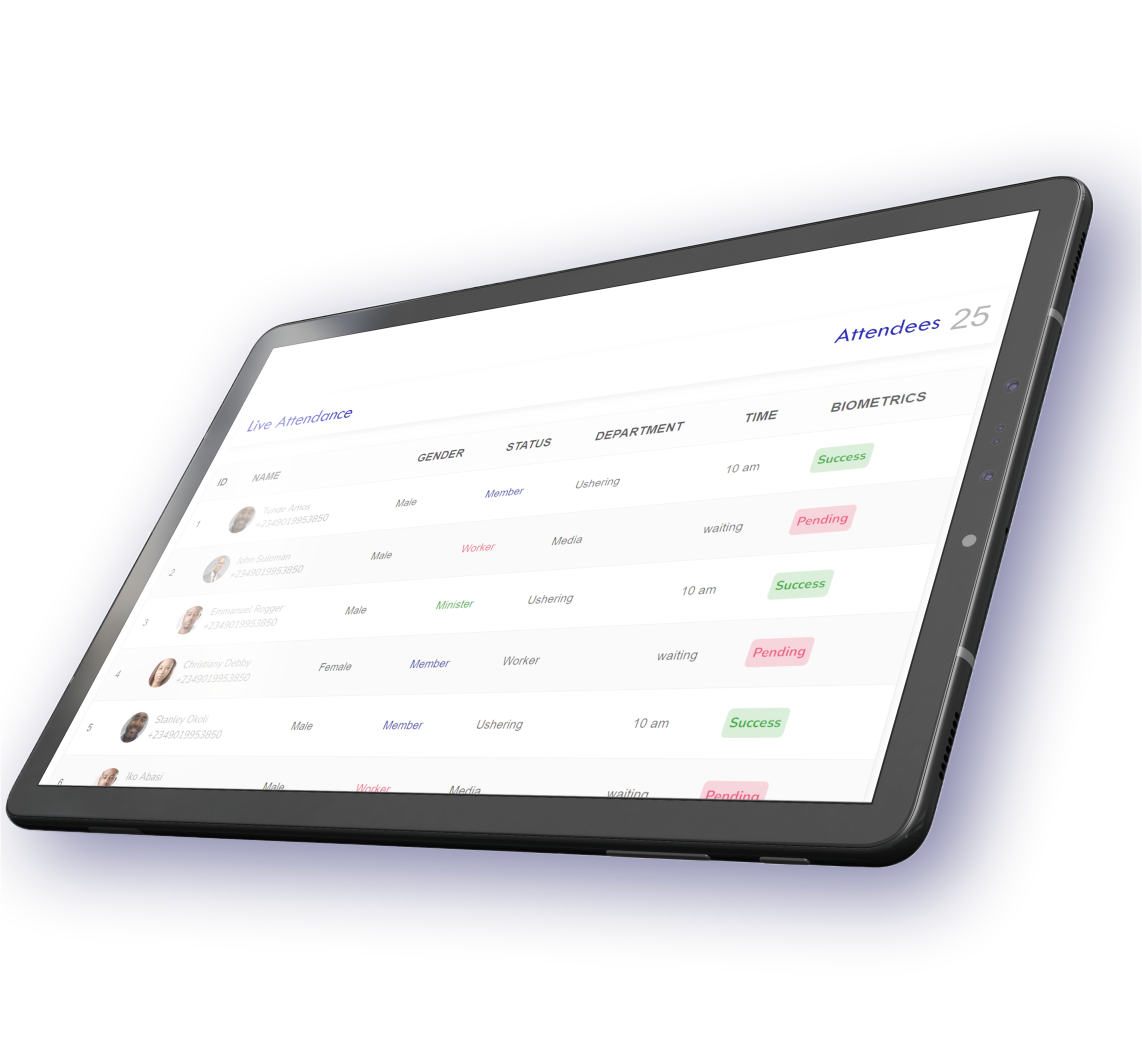 Attendees 25
Live Attendance
ID NAME GENDER STATUS DEPARTMENT TIME BIOMETRICS
1 Tunde Amos Male Member Ushering 10 am Success
+2349019953850
2 John Suleman Male Worker Media waiting Pending
+2349019953850
3 Emmanuel Rogger Male Minister Ushering 10 am Success
+2349019953850
4 Christiany Debby Female Member Worker waiting Pending
+2349019953850
5 Stanley Okoli Male Member Ushering 10 am Success
+2349019953850
6 Iko Abasi Male Worker Media waiting Pending